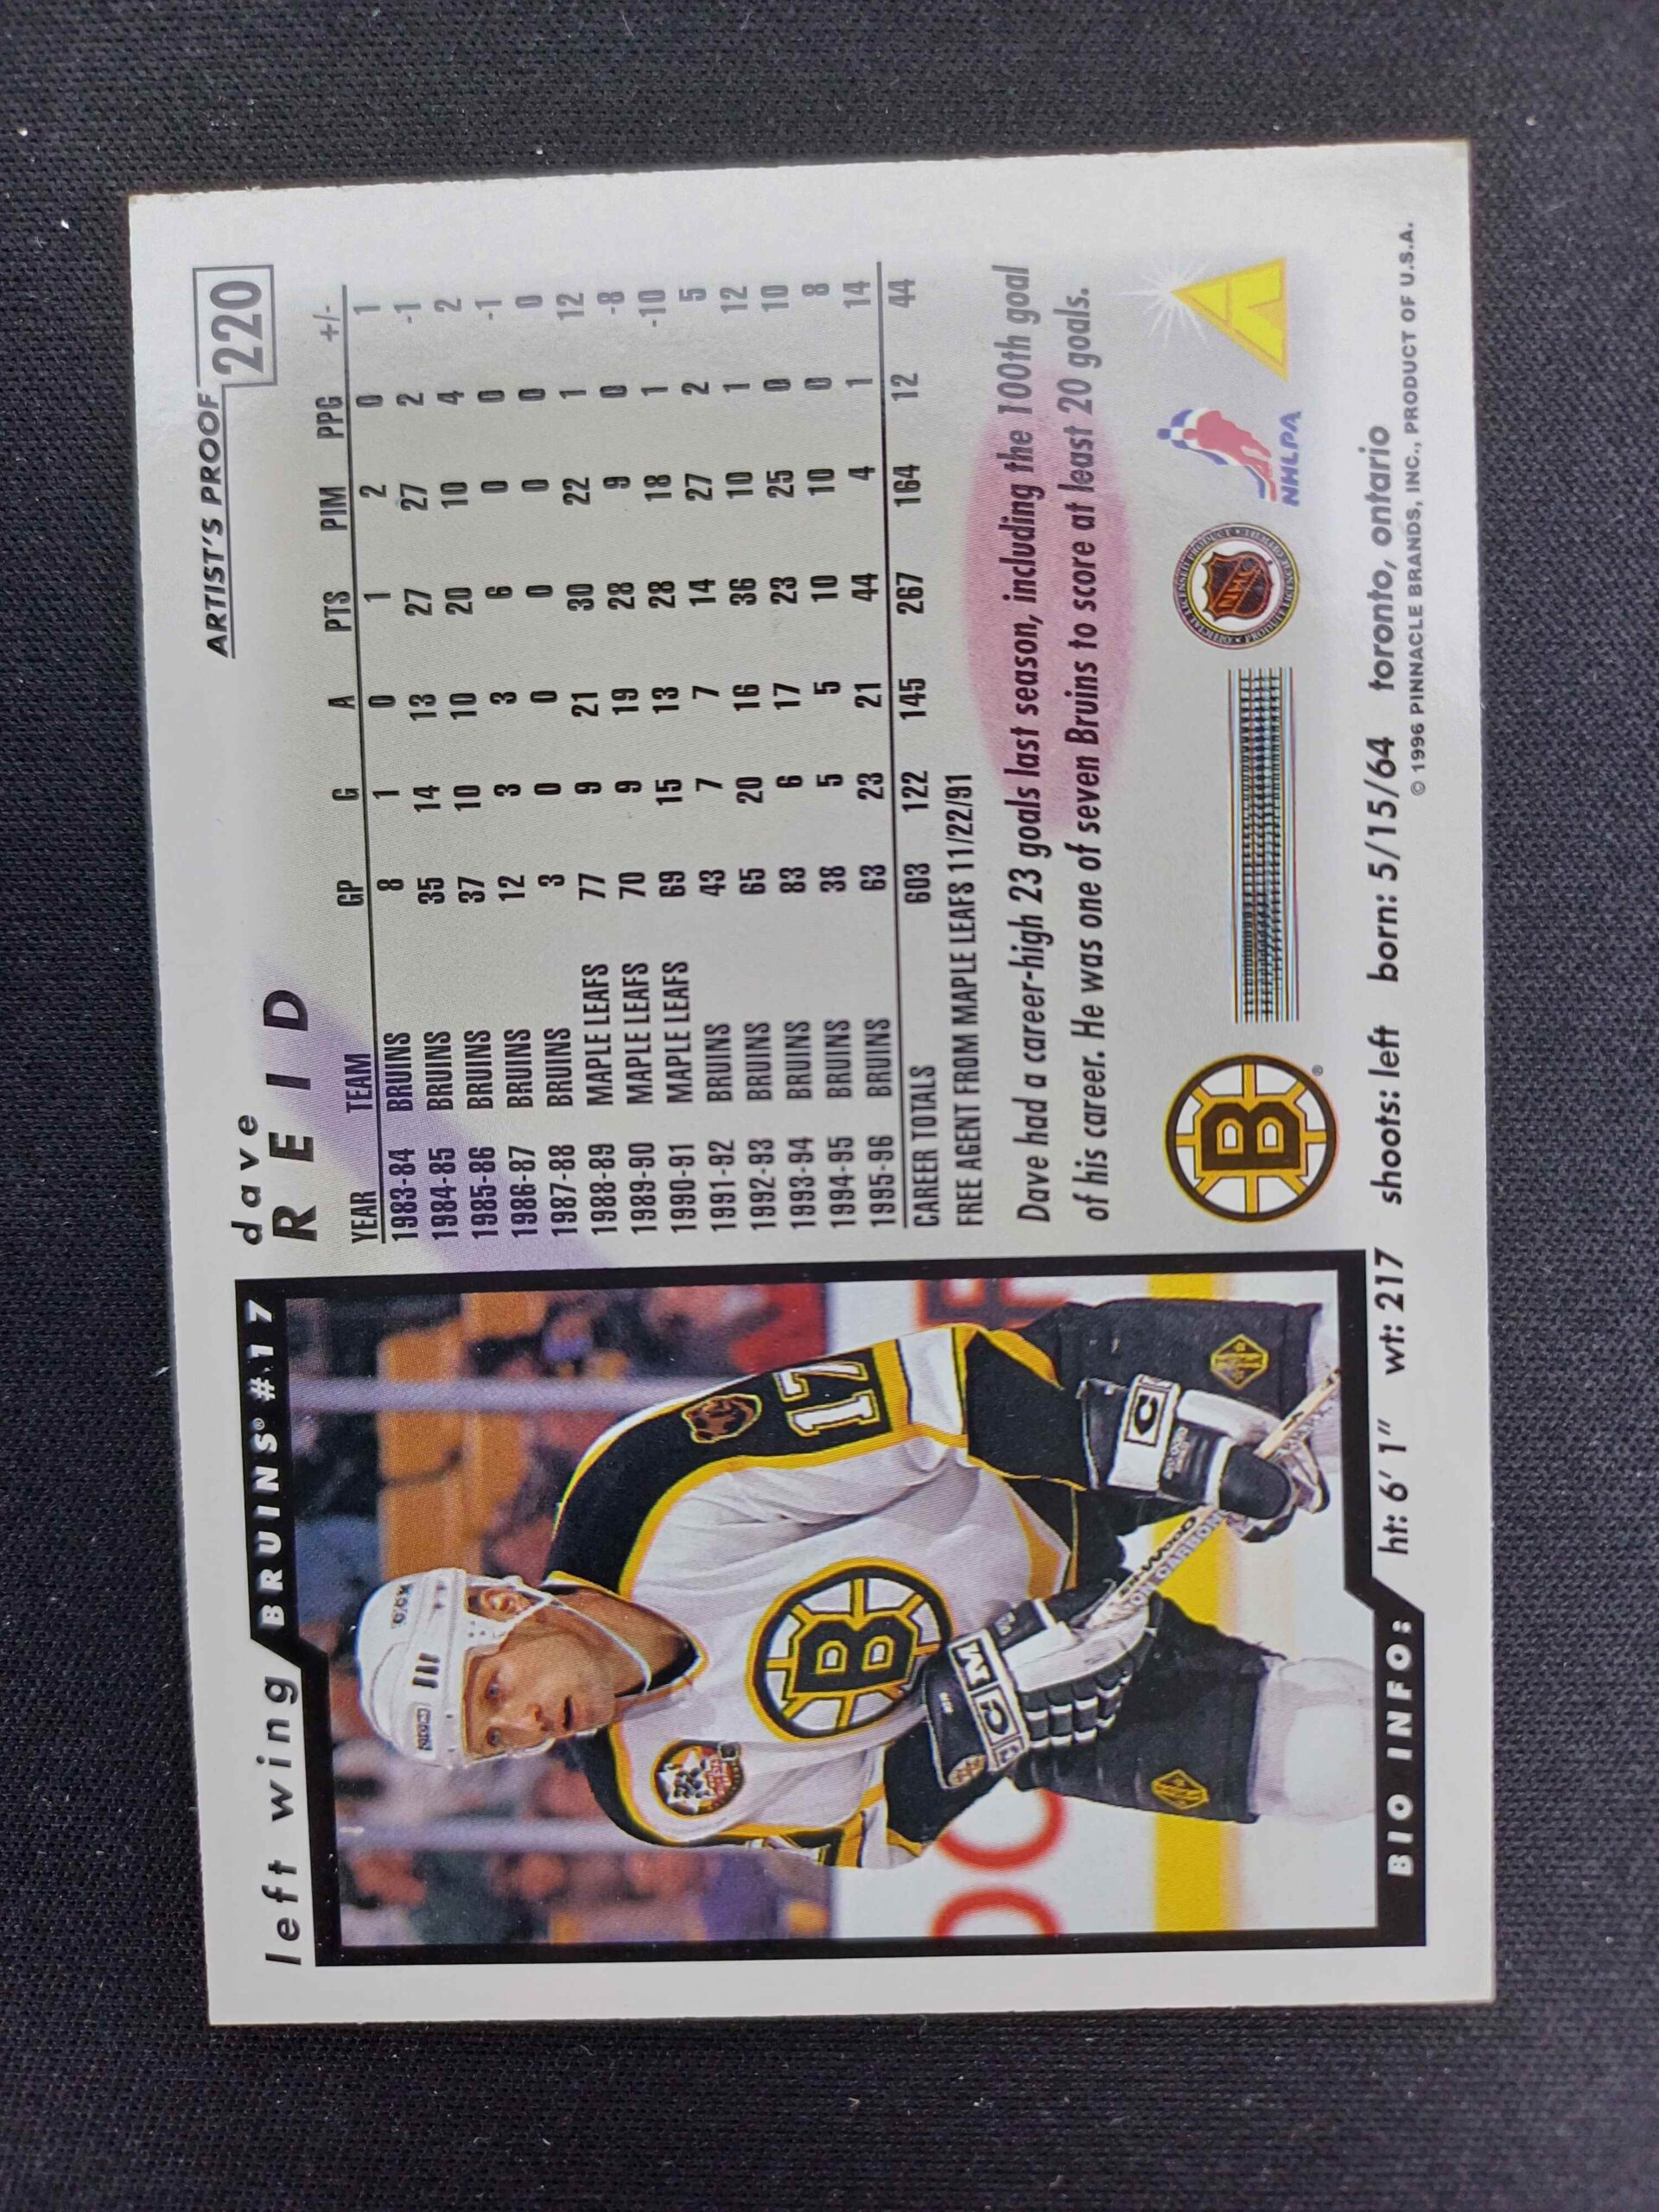 left wing BRUINS® #17
dave
REID
ARTIST'S PROOF
220
YEAR TEAM GP G A PTS PIM PPG +/-
1983-84 BRUINS 8 1 0 1 2 0 1
1984-85 BRUINS 35 14 13 27 27 2 -1
1985-86 BRUINS 37 10 10 20 10 4 2
1986-87 BRUINS 12 3 3 6 0 0 -1
1987-88 BRUINS 3 0 0 0 0 0 0
1988-89 MAPLE LEAFS 77 9 21 30 22 1 12
1989-90 MAPLE LEAFS 70 9 19 28 9 0 -8
1990-91 MAPLE LEAFS 69 15 13 28 18 1 -10
1991-92 BRUINS 43 7 7 14 27 2 5
1992-93 BRUINS 65 20 16 36 10 1 12
1993-94 BRUINS 83 6 17 23 25 0 10
1994-95 BRUINS 38 5 5 10 10 0 8
1995-96 BRUINS 63 23 21 44 4 1 14
CAREER TOTALS 603 122 145 267 164 12 44
FREE AGENT FROM MAPLE LEAFS 11/22/91
Dave had a career-high 23 goals last season, including the 100th goal
of his career. He was one of seven Bruins to score at least 20 goals.
CCM
17
B
C
CCM
B ®
OFFICIAL LICENSED PRODUCT
NHL
NHLPA
BIO INFO: ht: 6' 1" wt: 217 shoots: left born: 5/15/64 toronto, ontario
© 1996 PINNACLE BRANDS, INC., PRODUCT OF U.S.A.